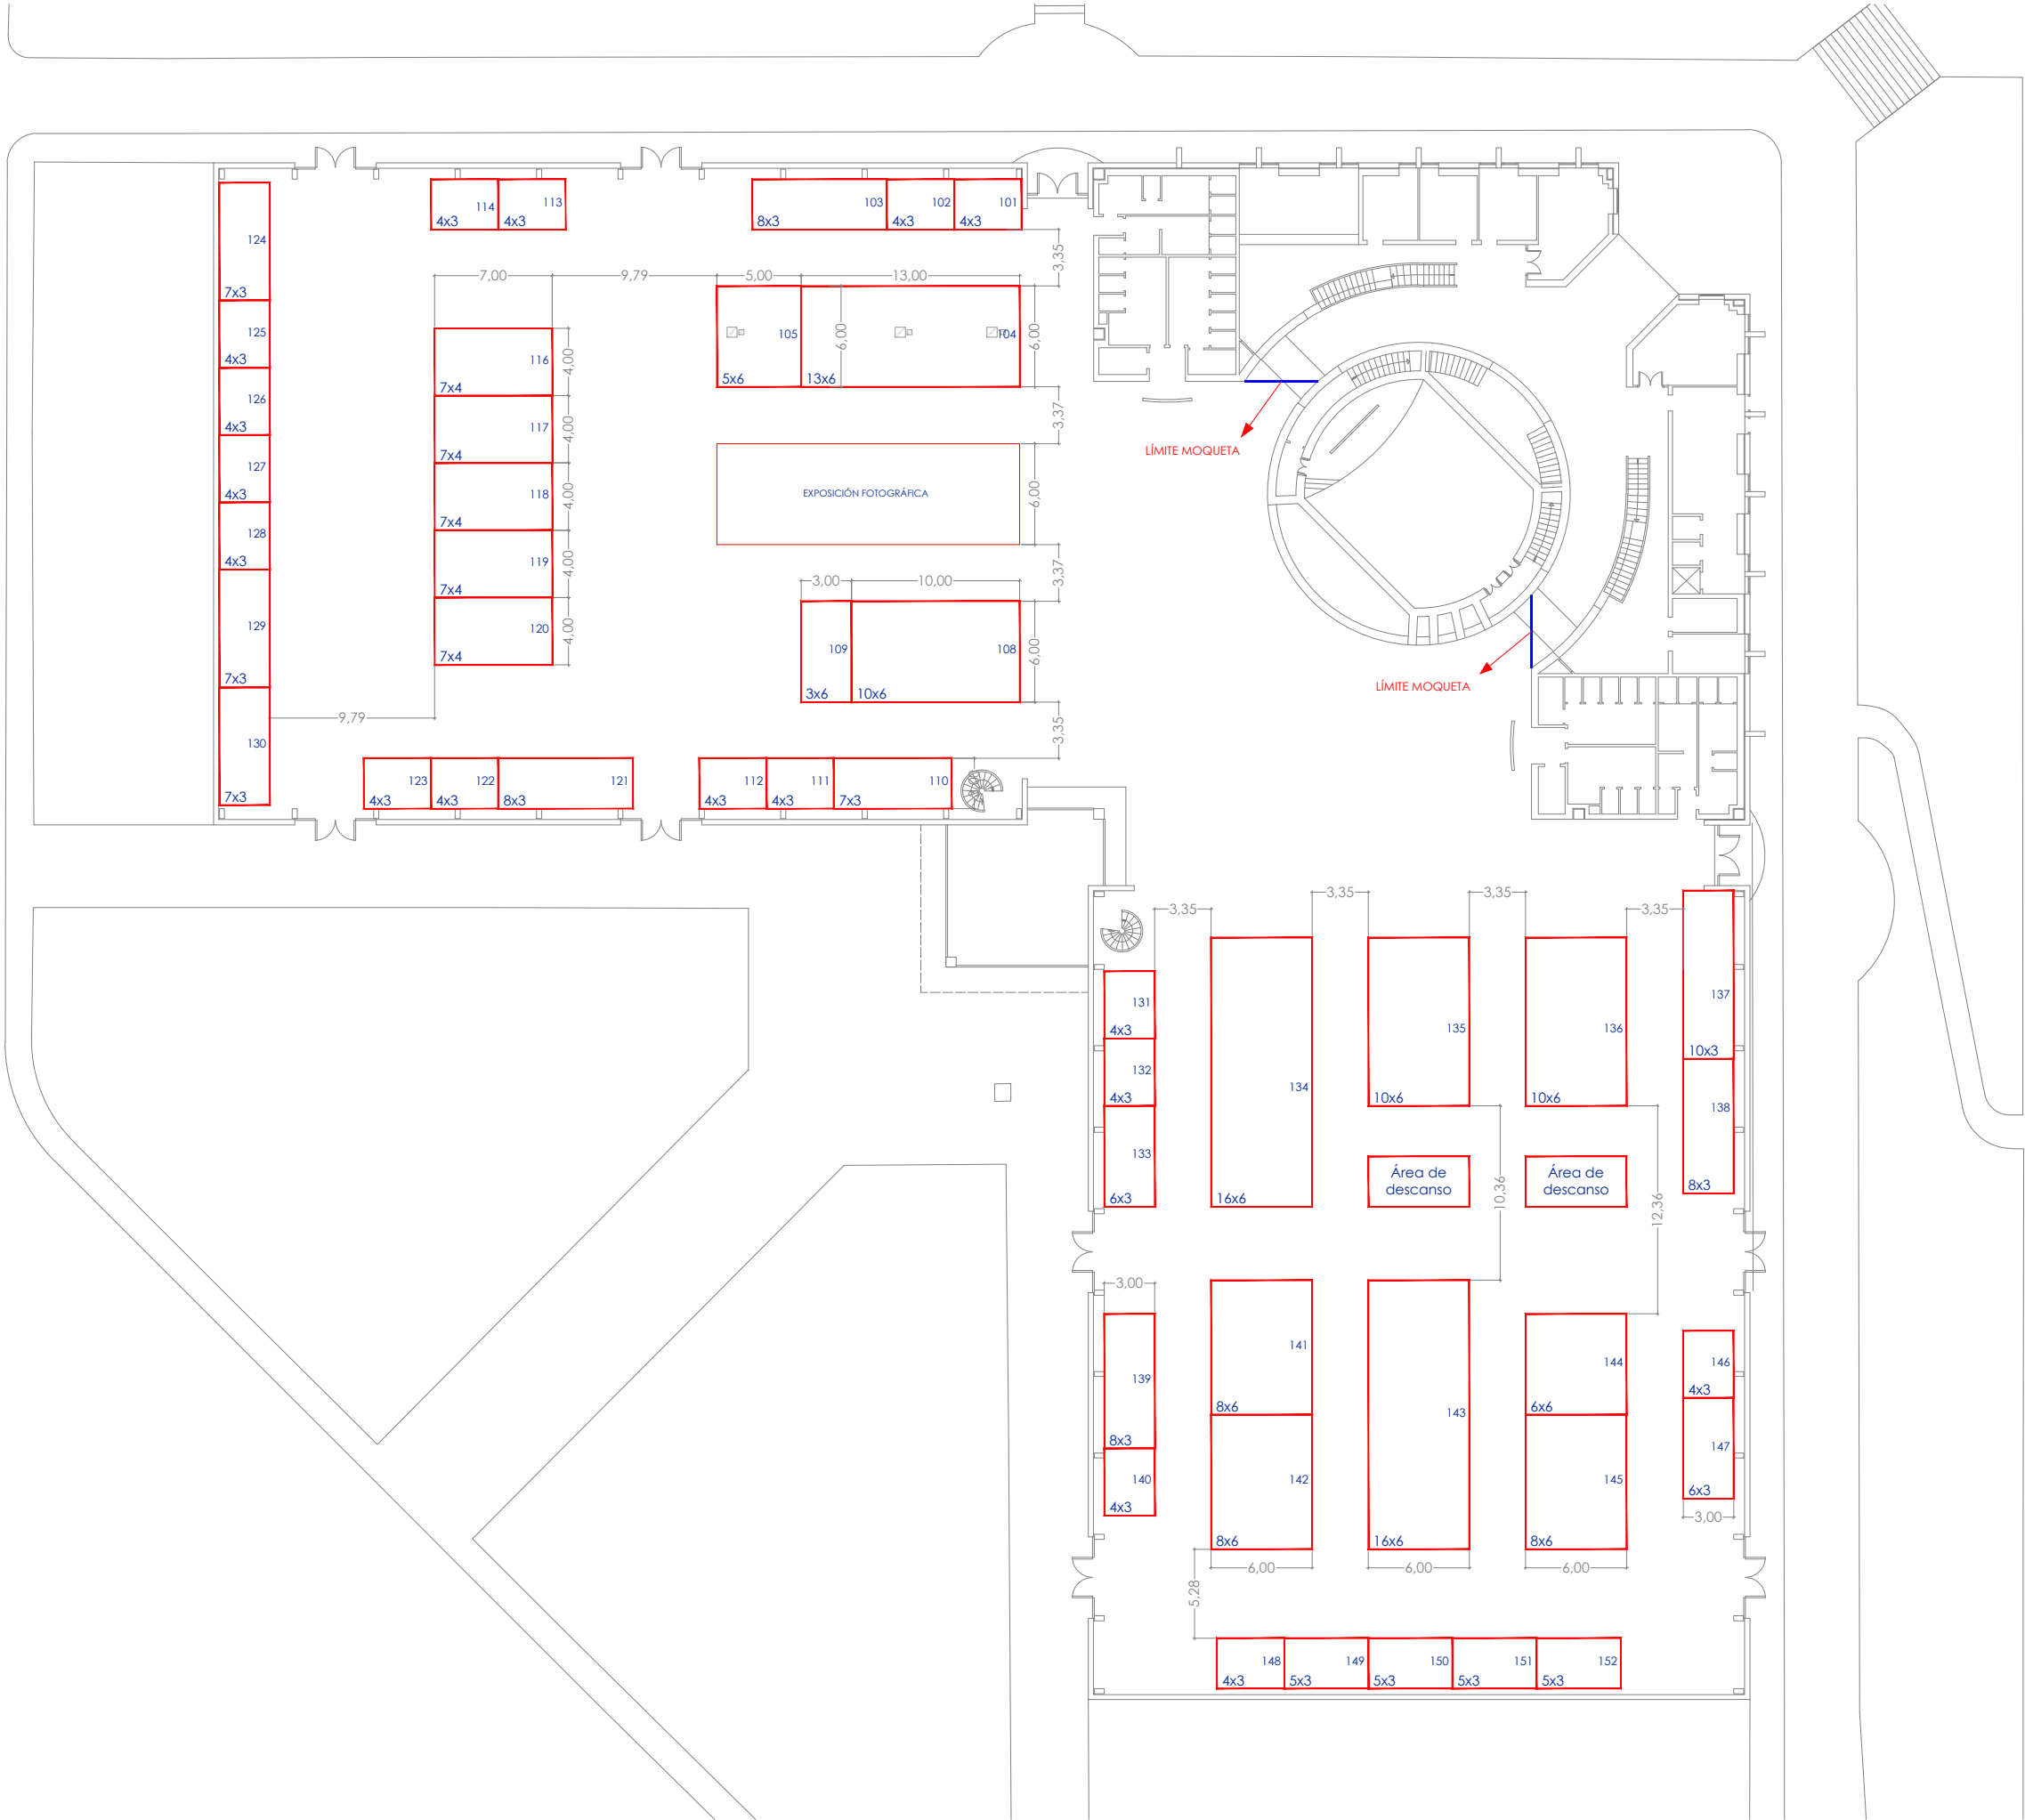 114
113
103
102
101
4x3
4x3
8x3
4x3
4x3
3,35
124
7x3
7,00
9,79
5,00
13,00
125
4x3
105
6,00
104
6,00
5x6
13x6
116
7x4
4,00
126
4x3
117
7x4
4,00
3,37
LÍMITE MOQUETA
127
4x3
118
7x4
4,00
EXPOSICIÓN FOTOGRÁFICA
6,00
128
4x3
119
7x4
4,00
3,37
3,00
10,00
129
7x3
120
7x4
4,00
109
108
6,00
3x6
10x6
LÍMITE MOQUETA
9,79
3,35
130
7x3
123
122
121
112
111
110
4x3
4x3
8x3
4x3
4x3
7x3
3,35
3,35
3,35
3,35
131
4x3
132
4x3
133
6x3
134
16x6
135
10x6
136
10x6
137
10x3
138
8x3
Área de
descanso
Área de
descanso
10,36
12,36
3,00
139
8x3
140
4x3
141
8x6
142
8x6
143
16x6
144
6x6
145
8x6
146
4x3
147
6x3
3,00
6,00
6,00
6,00
5,28
148
149
150
151
152
4x3
5x3
5x3
5x3
5x3